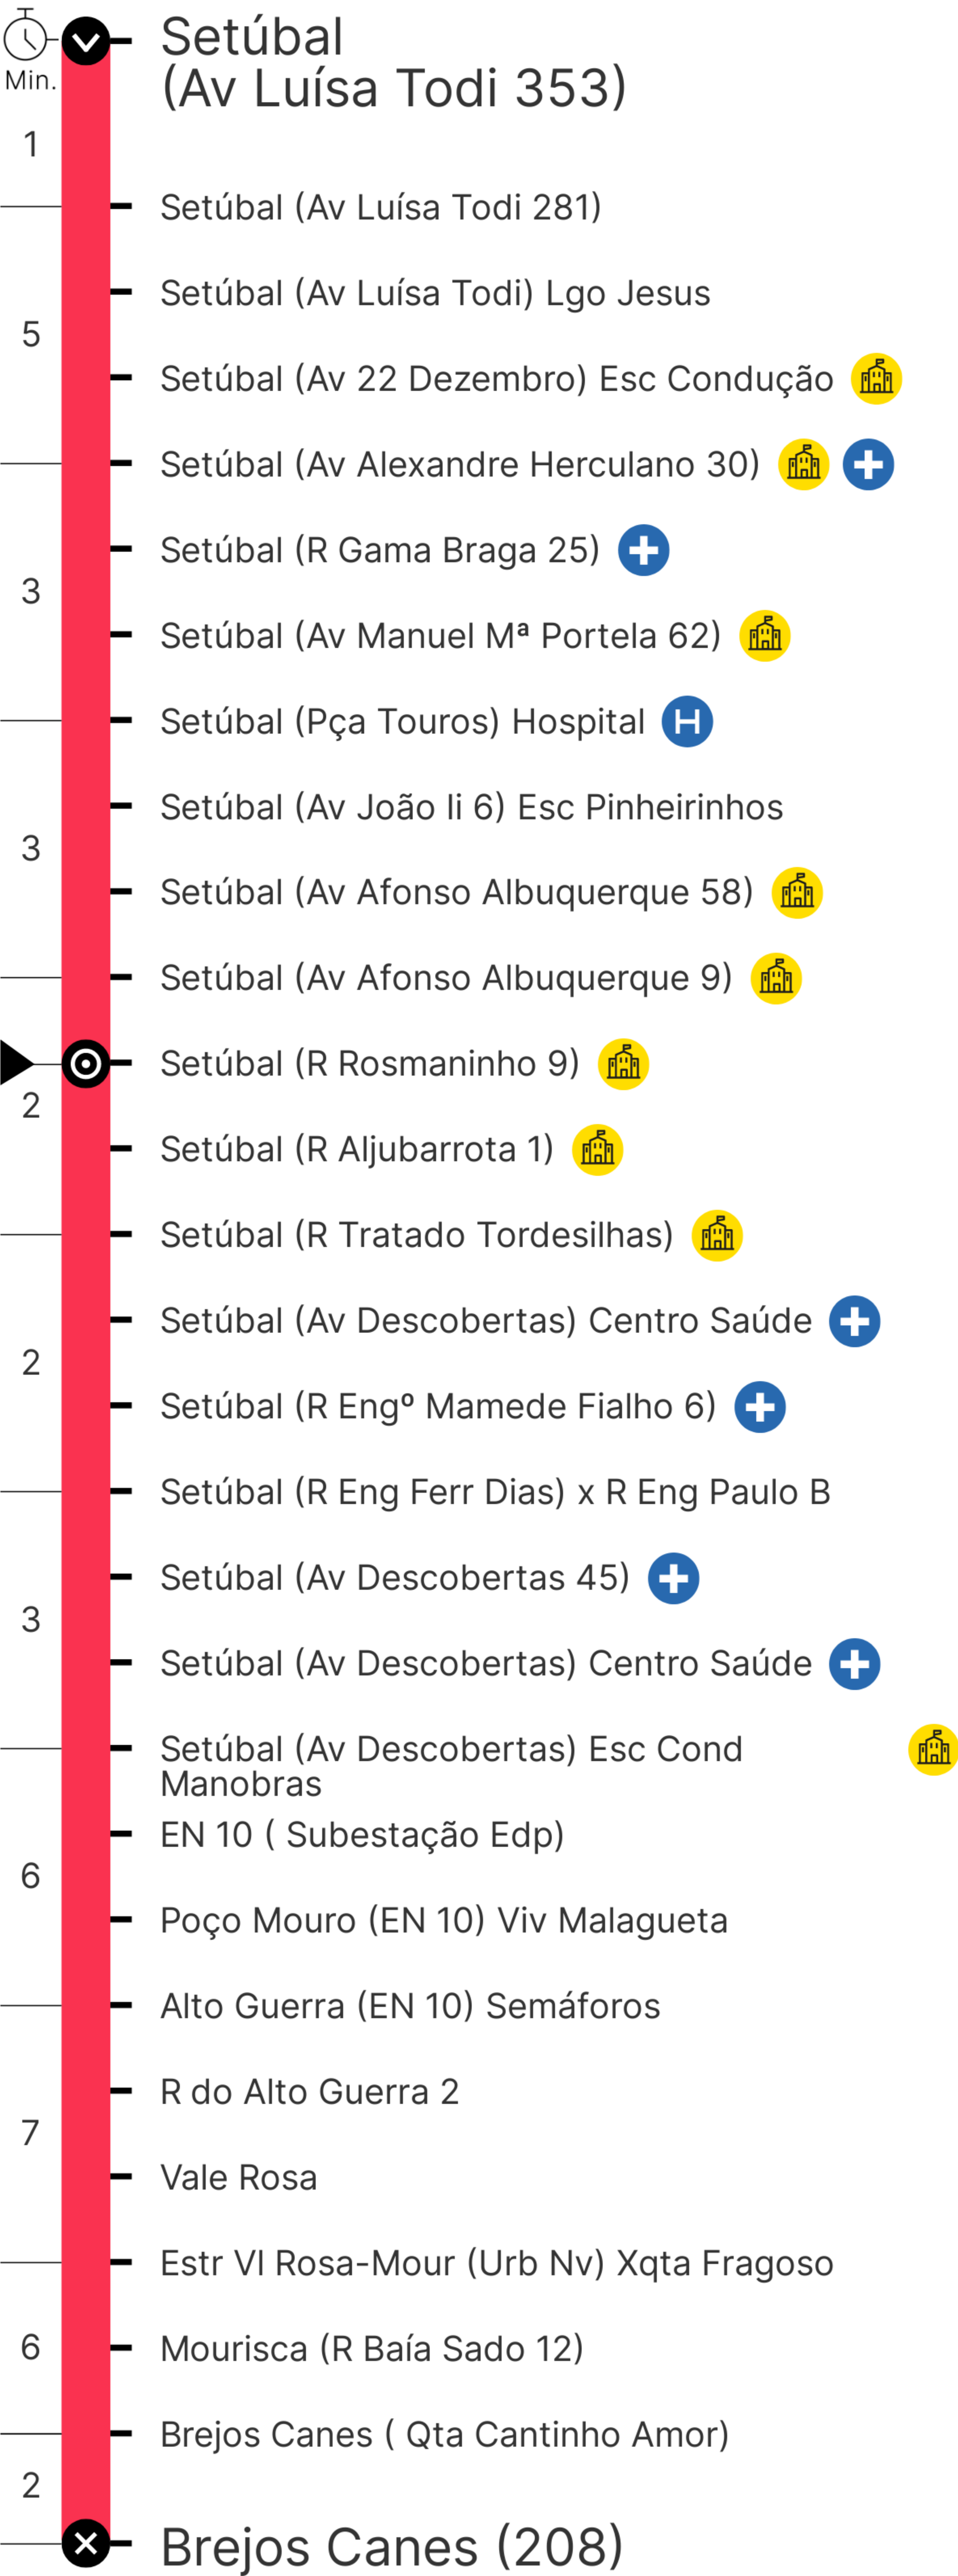 Setúbal
(Av Luísa Todi 353)
Min.
1
Setúbal (Av Luísa Todi 281)
Setúbal (Av Luísa Todi) Lgo Jesus
5
Setúbal (Av 22 Dezembro) Esc Condução
Setúbal (Av Alexandre Herculano 30)
Setúbal (R Gama Braga 25)
3
Setúbal (Av Manuel Mª Portela 62)
Setúbal (Pça Touros) Hospital H
Setúbal (Av João Ii 6) Esc Pinheirinhos
3
Setúbal (Av Afonso Albuquerque 58)
Setúbal (Av Afonso Albuquerque 9)
Setúbal (R Rosmaninho 9)
2
Setúbal (R Aljubarrota 1)
Setúbal (R Tratado Tordesilhas)
Setúbal (Av Descobertas) Centro Saúde
2
Setúbal (R Engº Mamede Fialho 6)
Setúbal (R Eng Ferr Dias) x R Eng Paulo B
Setúbal (Av Descobertas 45)
3
Setúbal (Av Descobertas) Centro Saúde
Setúbal (Av Descobertas) Esc Cond
Manobras
EN 10 ( Subestação Edp)
6
Poço Mouro (EN 10) Viv Malagueta
Alto Guerra (EN 10) Semáforos
R do Alto Guerra 2
7
Vale Rosa
Estr Vl Rosa-Mour (Urb Nv) Xqta Fragoso
6
Mourisca (R Baía Sado 12)
Brejos Canes ( Qta Cantinho Amor)
2
Brejos Canes (208)